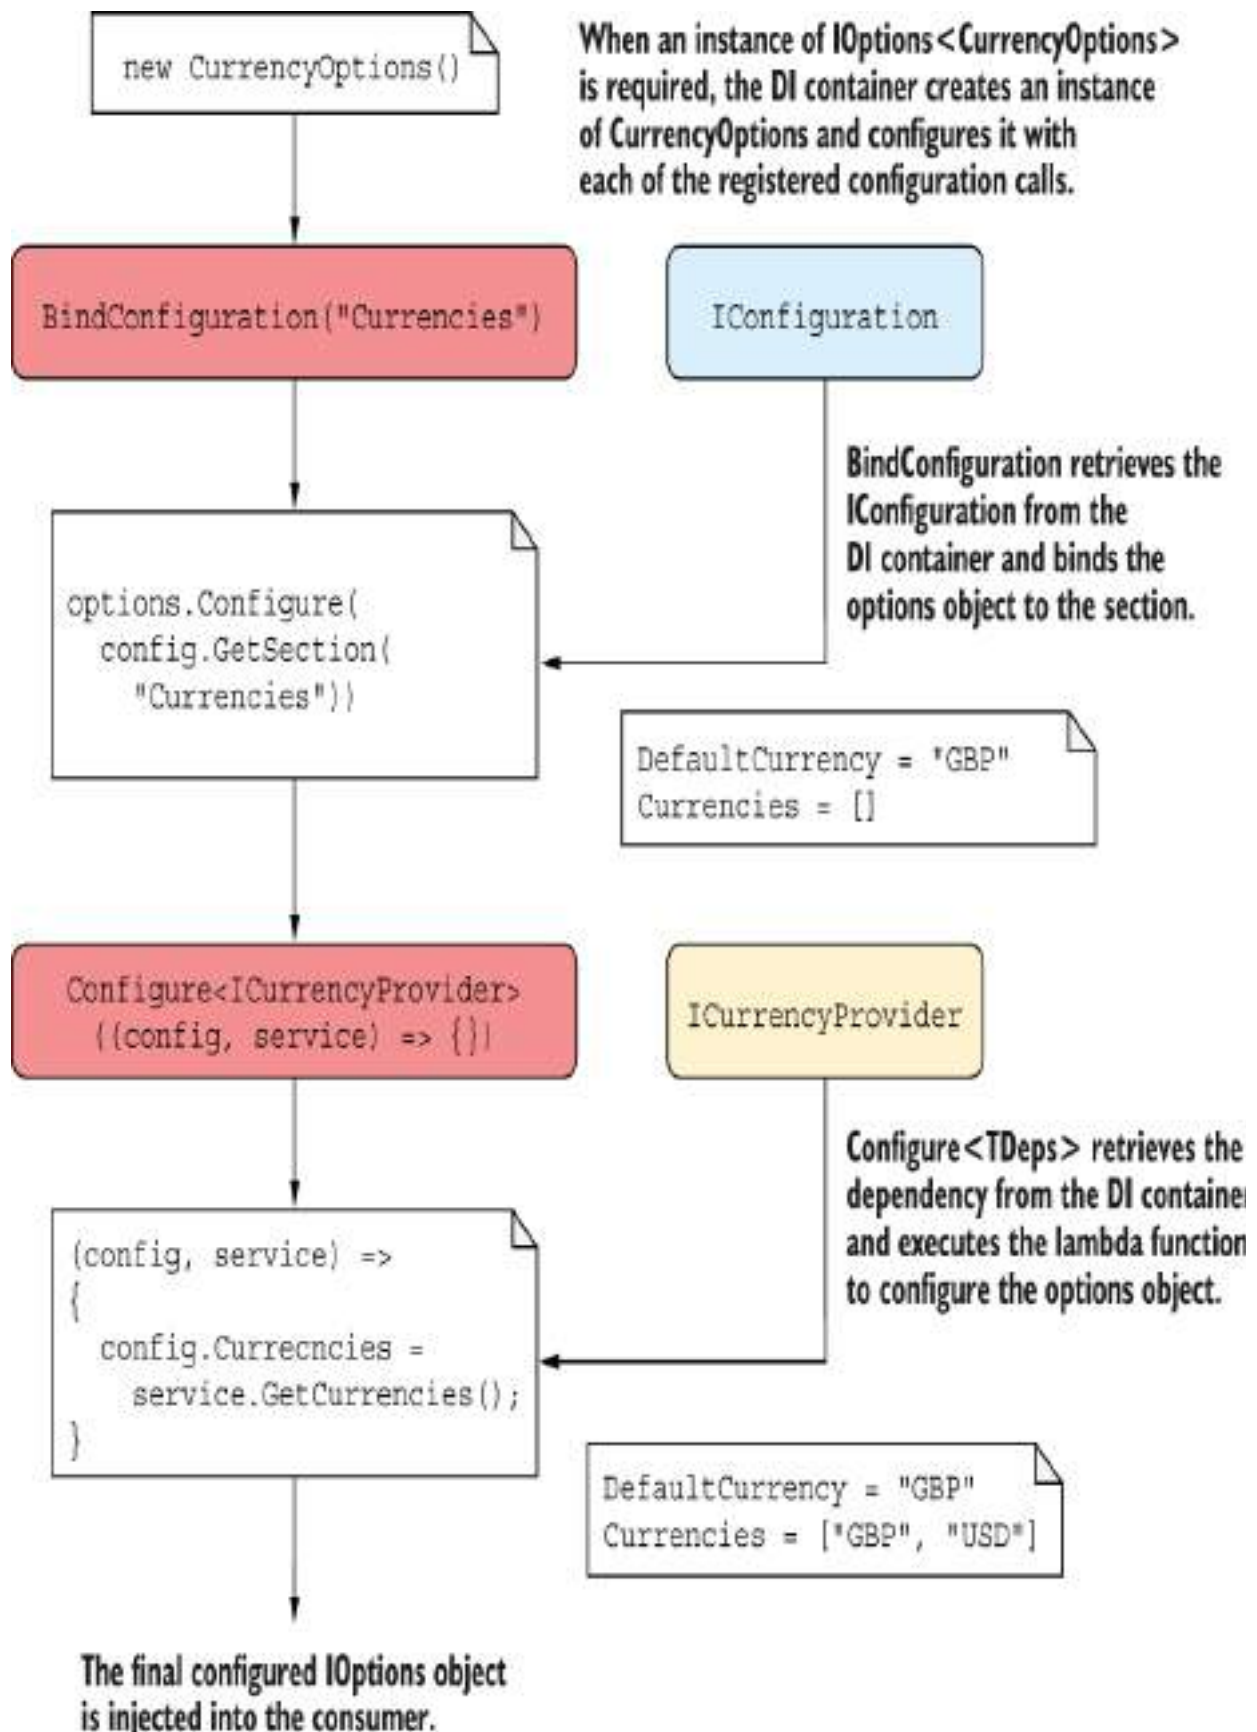 new CurrencyOptions()
When an instance of IOptions<CurrencyOptions>
is required, the DI container creates an instance
of CurrencyOptions and configures it with
each of the registered configuration calls.
BindConfiguration("Currencies")
IConfiguration
BindConfiguration retrieves the
IConfiguration from the
DI container and binds the
options object to the section.
options.Configure(
config.GetSection(
"Currencies"))
DefaultCurrency = "GBP"
Currencies = []
Configure<ICurrencyProvider>
((config, service) => {})
ICurrencyProvider
Configure<TDeps> retrieves the
dependency from the DI container
and executes the lambda function
to configure the options object.
(config, service) =>
{
config.Currecncies =
service.GetCurrencies();
}
DefaultCurrency = "GBP"
Currencies = ["GBP", "USD"]
The final configured IOptions object
is injected into the consumer.